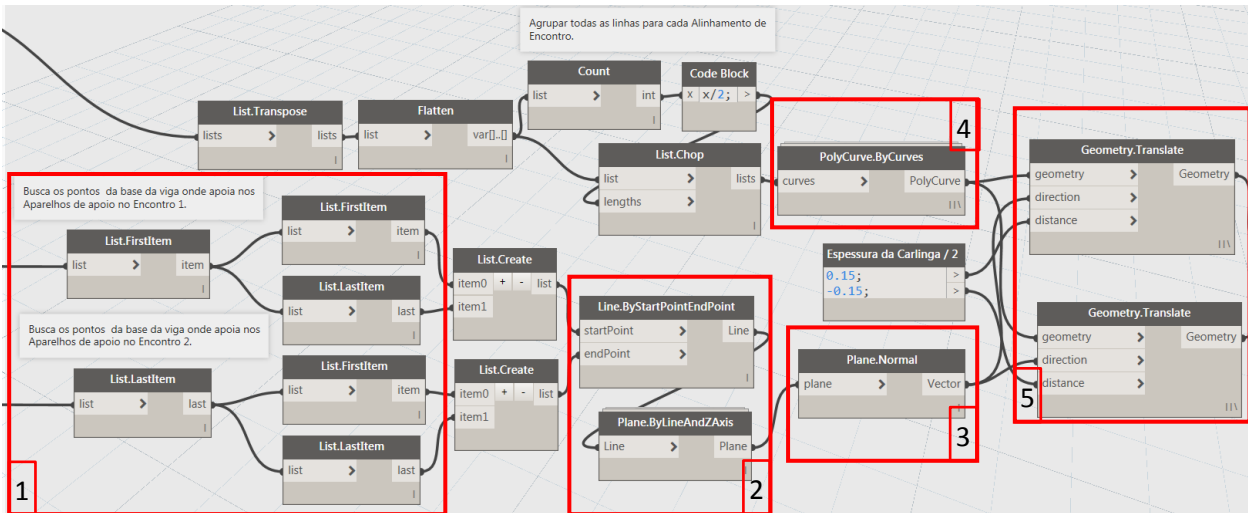 Agrupar todas as linhas para cada Alinhamento de
Encontro.
List.Transpose
lists > lists
l
Flatten
list > var[]..[]
l
Count
list > int
l
Code Block
x x/2; >
List.Chop
list > lists
lengths >
l
4
PolyCurve.ByCurves
curves > PolyCurve
ll\
Geometry.Translate
geometry > Geometry
direction >
distance >
ll\
Busca os pontos da base da viga onde apoia nos
Aparelhos de apoio no Encontro 1.
List.FirstItem
list > item
l
List.FirstItem
list > item
l
List.LastItem
list > last
l
List.Create
item0 + - list
item1
l
Espessura da Carlinga / 2
0.15; >
-0.15; >
Busca os pontos da base da viga onde apoia nos
Aparelhos de apoio no Encontro 2.
List.LastItem
list > last
l
List.FirstItem
list > item
l
List.LastItem
list > last
l
List.Create
item0 + - list
item1
l
1
Line.ByStartPointEndPoint
startPoint > Line
endPoint >
l
Plane.ByLineAndZAxis
Line > Plane
l
2
Plane.Normal
plane > Vector
l
3
Geometry.Translate
geometry > Geometry
direction >
distance >
ll\
5